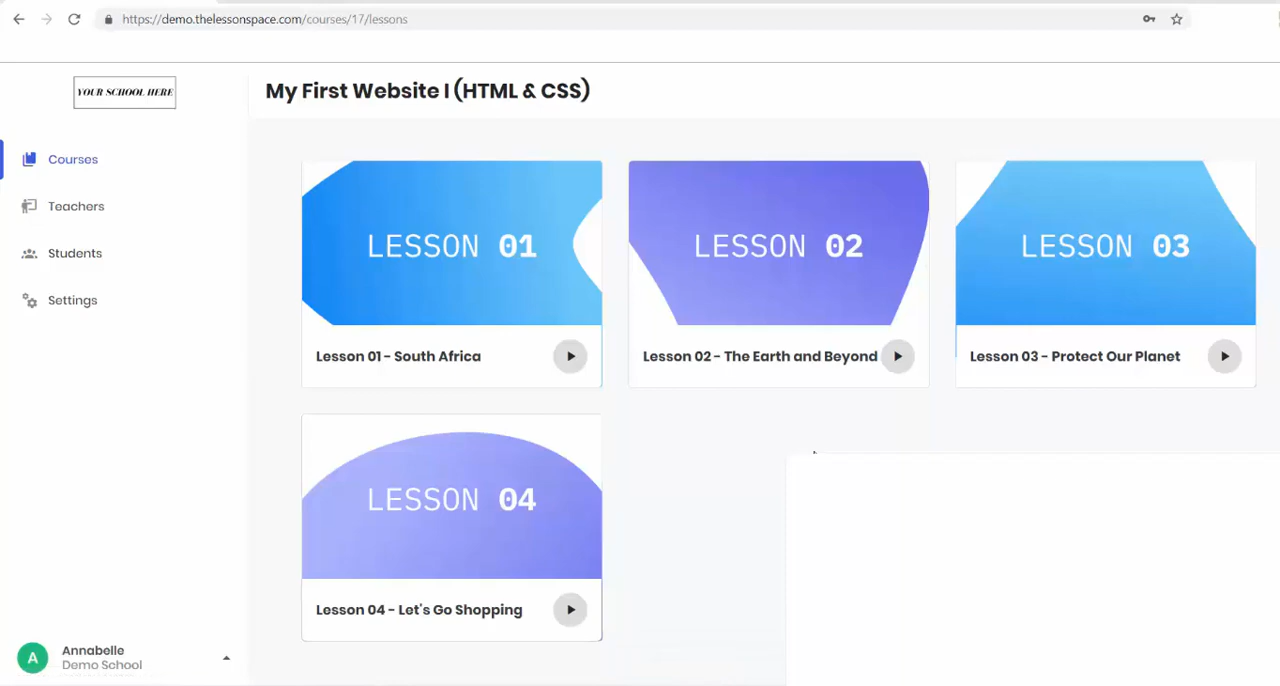 https://demo.thelessonspace.com/courses/17/lessons
YOUR SCHOOL HERE
My First Website I (HTML & CSS)
Courses
Teachers
Students
Settings
LESSON 01
LESSON 02
LESSON 03
Lesson 01 - South Africa
Lesson 02 - The Earth and Beyond
Lesson 03 - Protect Our Planet
LESSON 04
Lesson 04 - Let's Go Shopping
A
Annabelle
Demo School